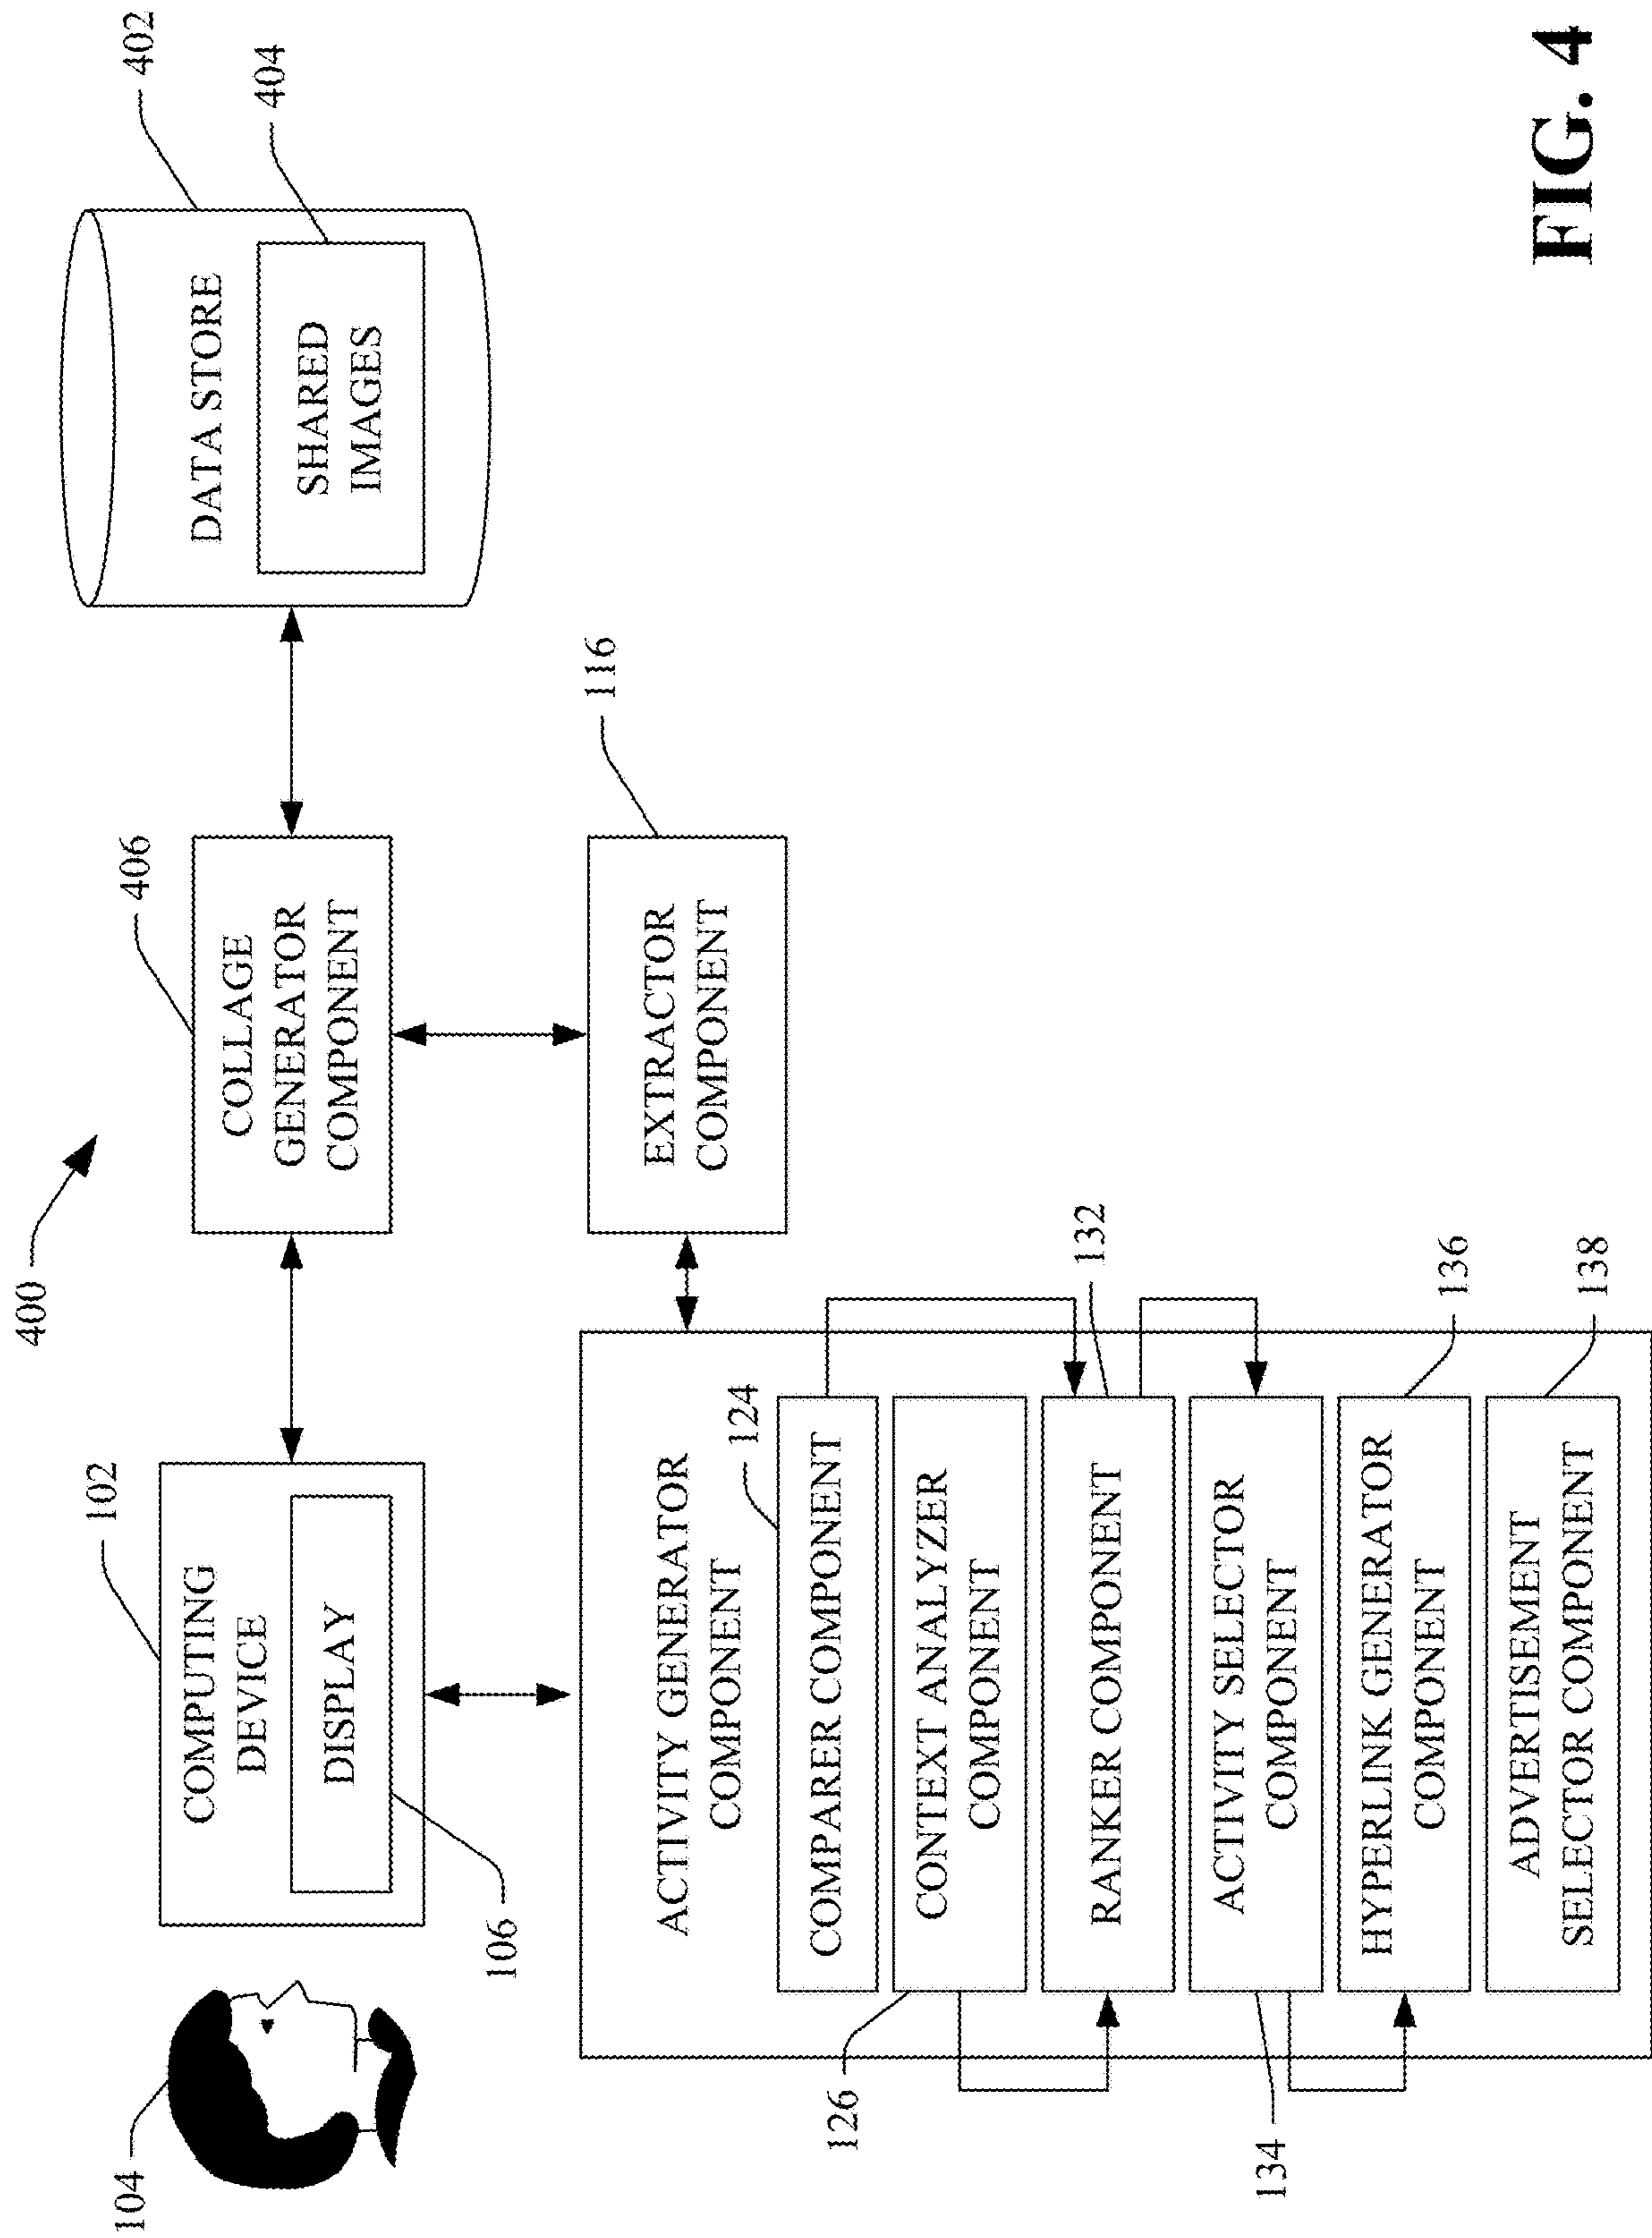 400
402
404
DATA STORE
SHARED
IMAGES
406
COLLAGE
GENERATOR
COMPONENT
116
EXTRACTOR
COMPONENT
102
COMPUTING
DEVICE
DISPLAY
106
104
ACTIVITY GENERATOR
COMPONENT
124
COMPARER COMPONENT
126
CONTEXT ANALYZER
COMPONENT
132
RANKER COMPONENT
134
ACTIVITY SELECTOR
COMPONENT
136
HYPERLINK GENERATOR
COMPONENT
138
ADVERTISEMENT
SELECTOR COMPONENT
FIG. 4